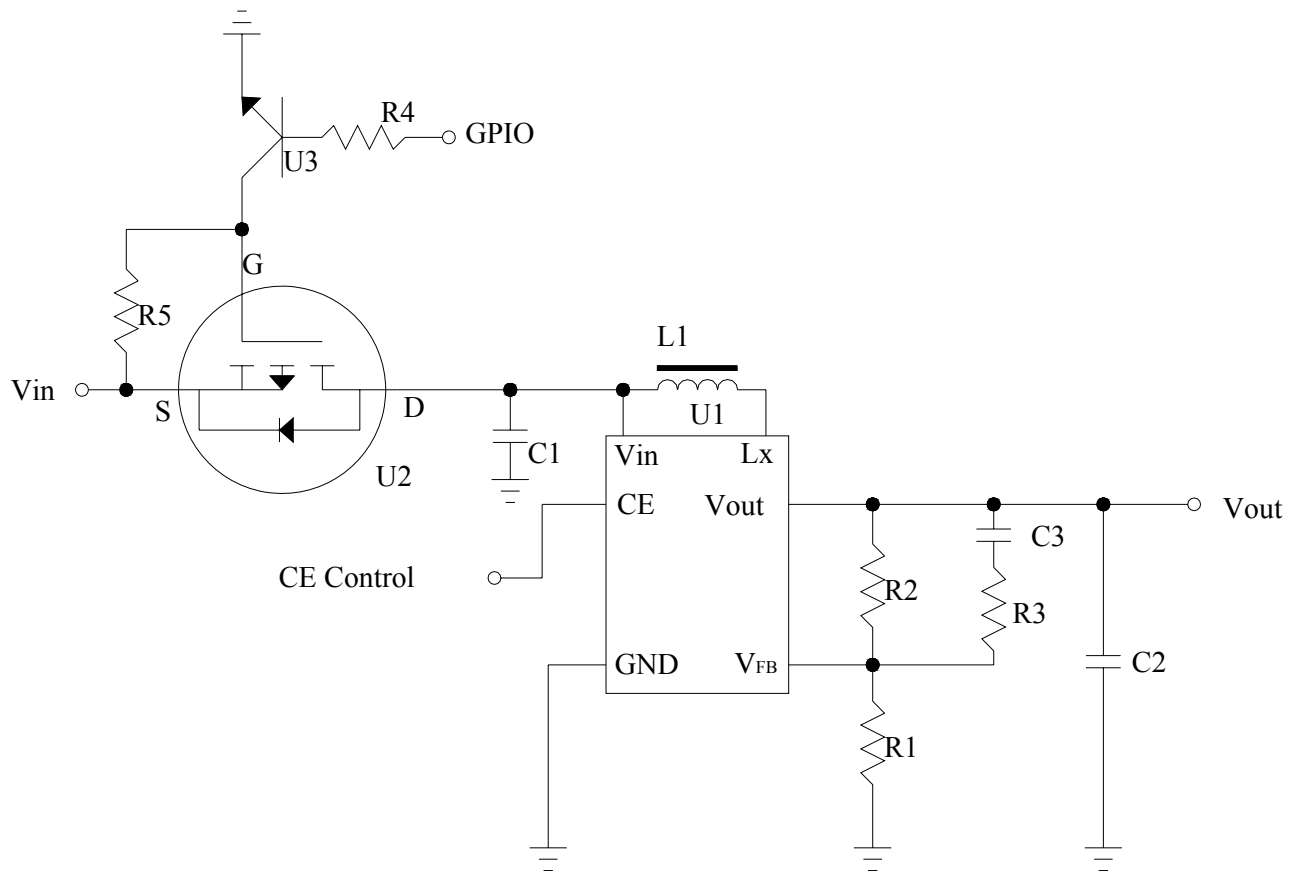 R4
GPIO
U3
G
R5
L1
Vin
S
D
U1
C1
Vin
Lx
U2
CE
Vout
Vout
C3
CE Control
R2
R3
GND
VFB
C2
R1